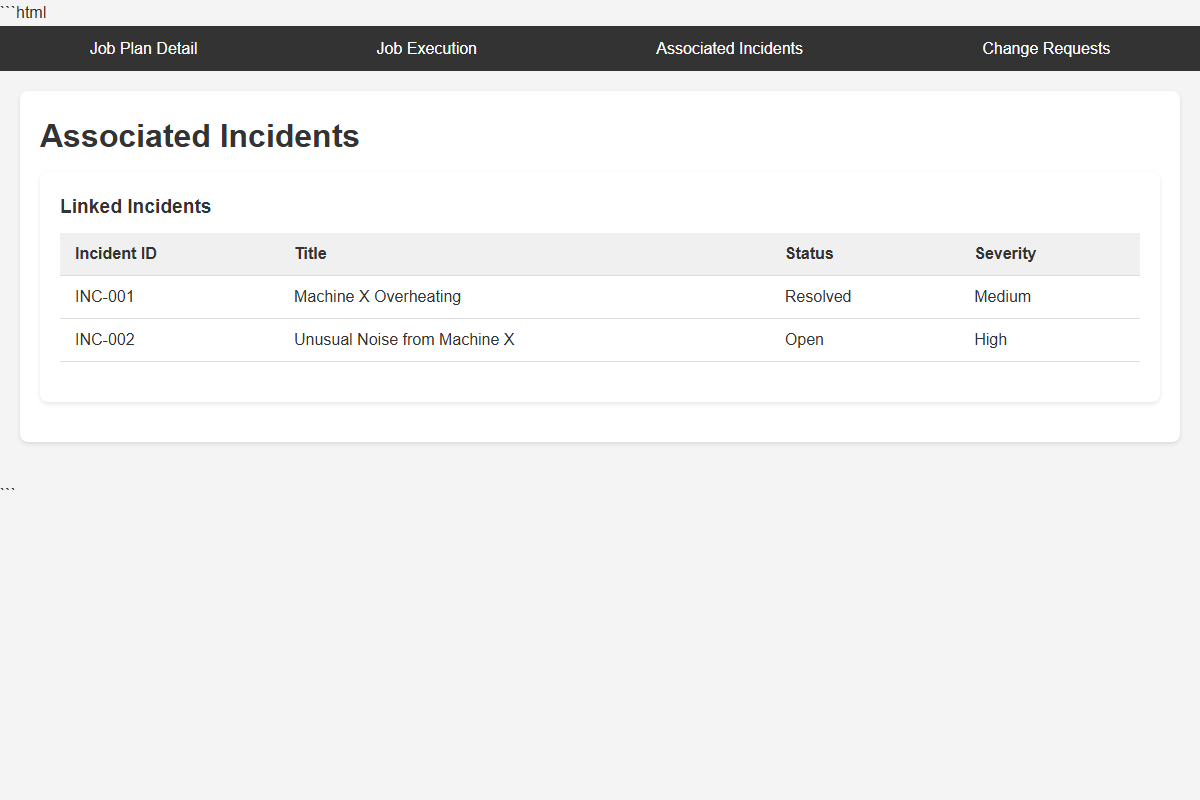 ```html
Job Plan Detail Job Execution Associated Incidents Change Requests
Associated Incidents
Linked Incidents
Incident ID Title Status Severity
INC-001 Machine X Overheating Resolved Medium
INC-002 Unusual Noise from Machine X Open High
```